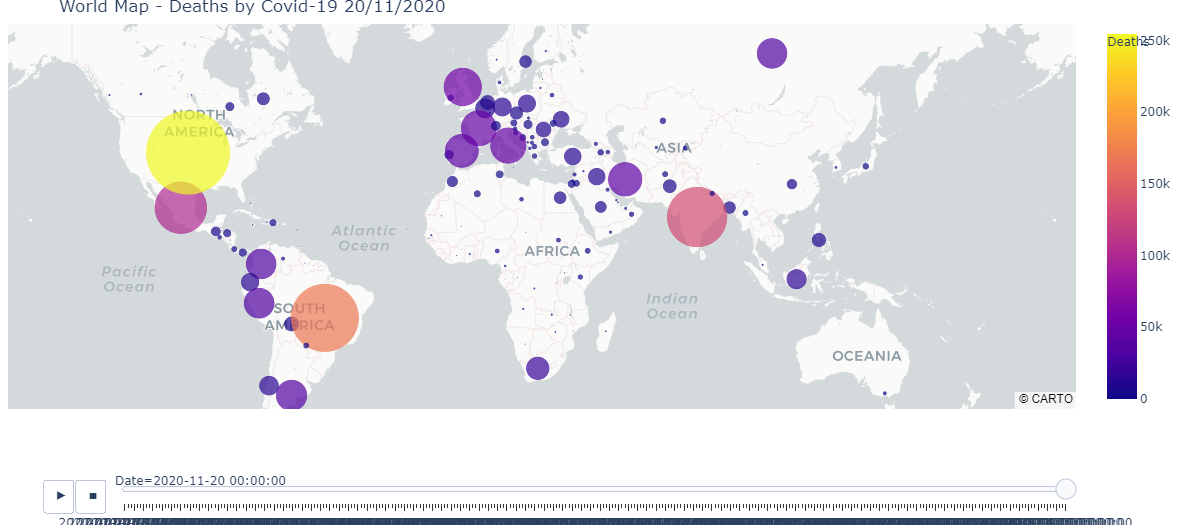 World Map - Deaths by Covid-19 20/11/2020
Deaths
250k
200k
150k
100k
50k
0
NORTH
AMERICA
ASIA
Atlantic
Ocean
AFRICA
Pacific
Ocean
Indian
Ocean
SOUTH
AMERICA
OCEANIA
© CARTO
Date=2020-11-20 00:00:00